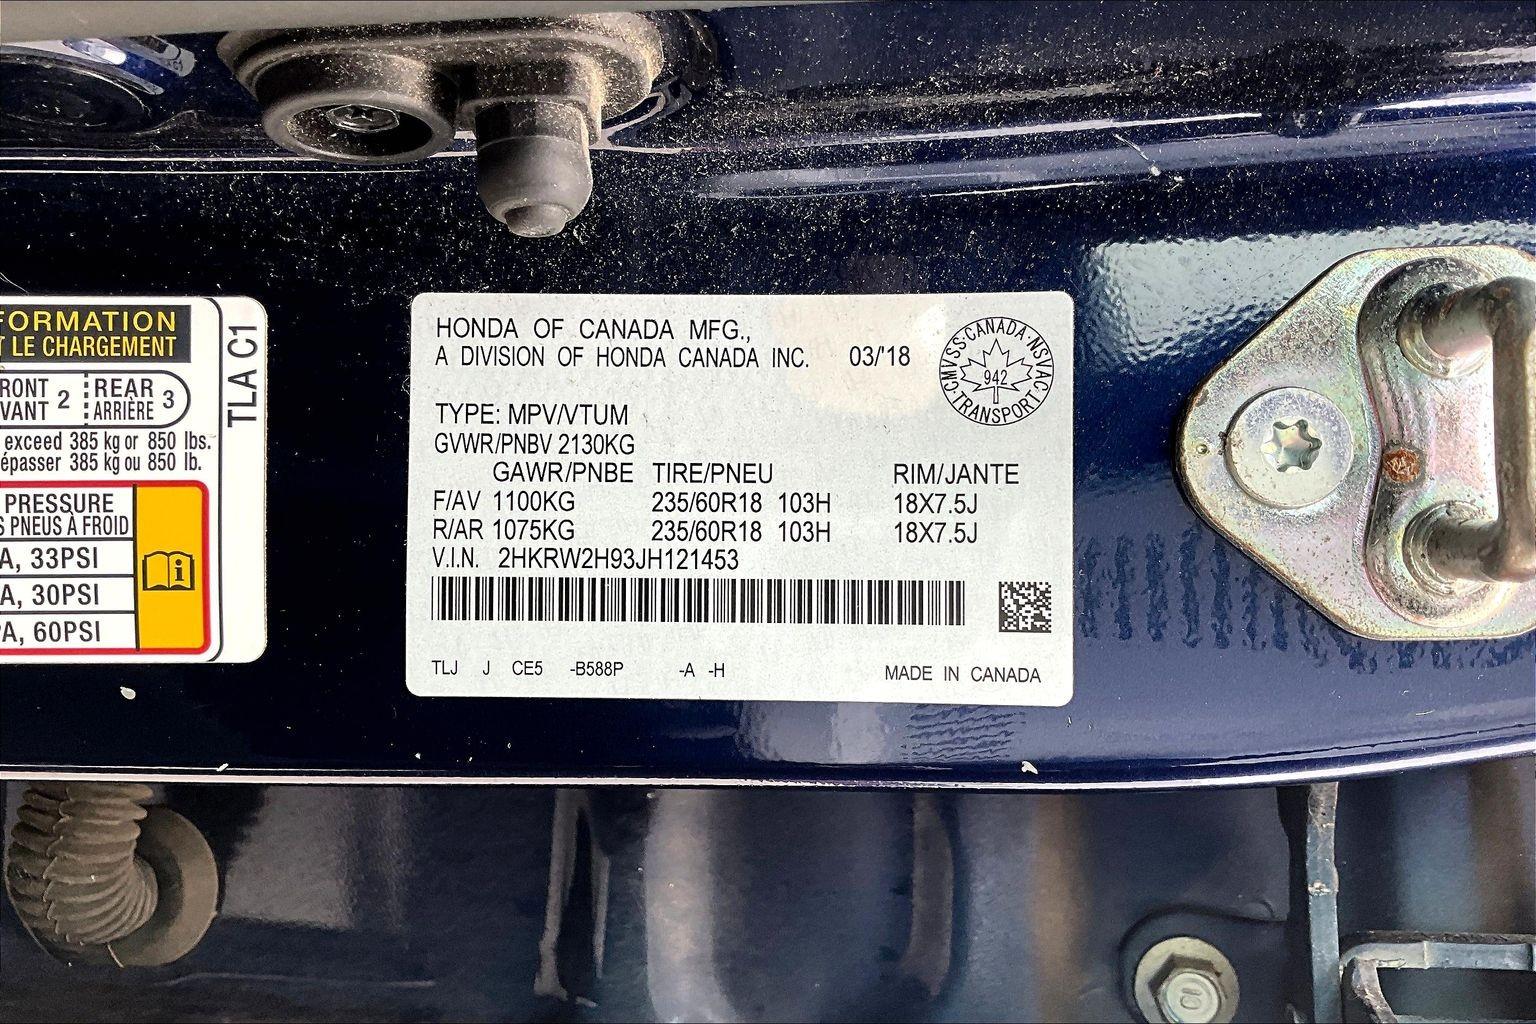 FORMATION
T LE CHARGEMENT
RONT 2 REAR 3
VANT ARRIÈRE
exceed 385 kg or 850 lbs.
épasser 385 kg ou 850 lb.
PRESSURE
S PNEUS À FROID
A, 33PSI
A, 30PSI
PA, 60PSI
TLA C1
HONDA OF CANADA MFG.,
A DIVISION OF HONDA CANADA INC. 03/'18
CMVSS·CANADA·NSVAC·TRANSPORT·
942
TYPE: MPV/VTUM
GVWR/PNBV 2130KG
GAWR/PNBE TIRE/PNEU RIM/JANTE
F/AV 1100KG 235/60R18 103H 18X7.5J
R/AR 1075KG 235/60R18 103H 18X7.5J
V.I.N. 2HKRW2H93JH121453
TLJ J CE5 -B588P -A -H MADE IN CANADA